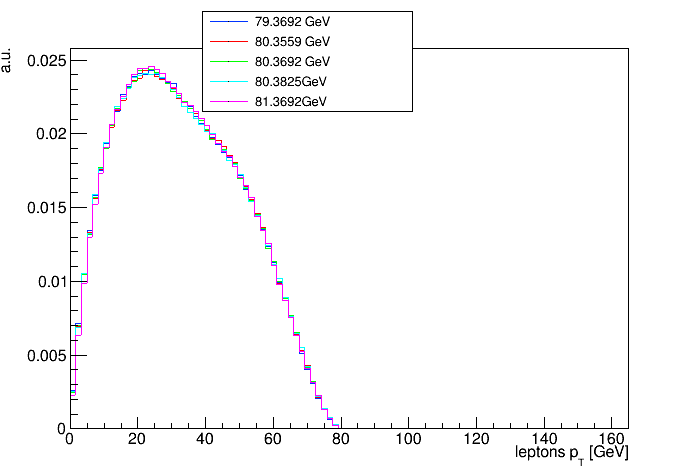 79.3692 GeV
80.3559 GeV
80.3692 GeV
80.3825GeV
81.3692GeV
a.u.
0.025
0.02
0.015
0.01
0.005
0
0 20 40 60 80 100 120 140 160
leptons p_T [GeV]